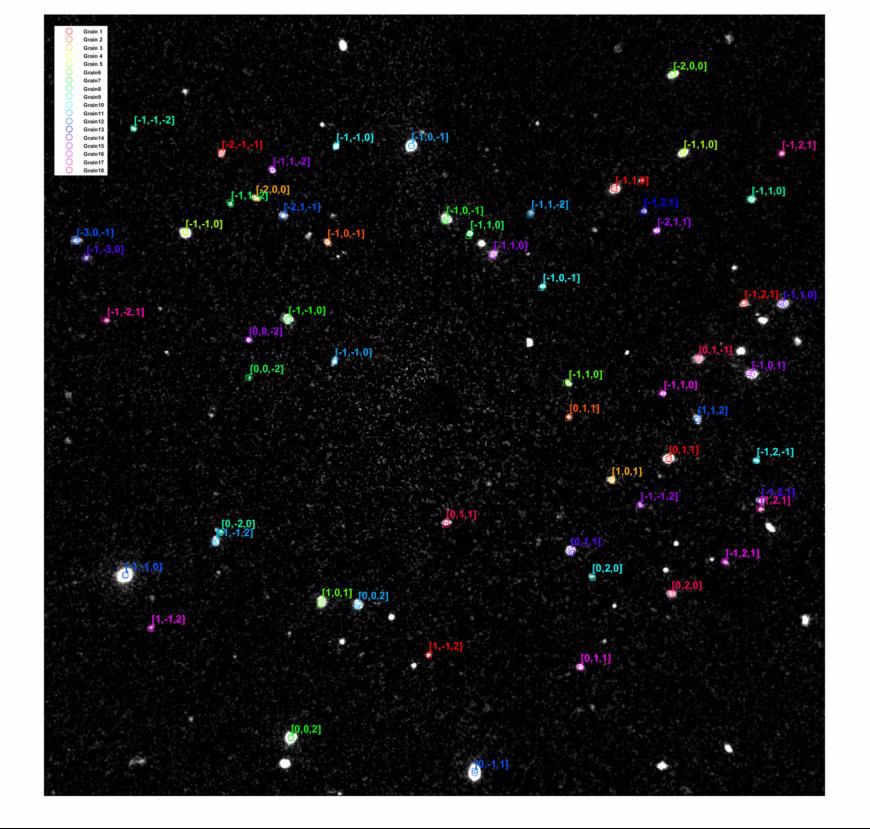 Grain 1
Grain 2
Grain 3
Grain 4
Grain 5
Grain6
Grain7
Grain8
Grain9
Grain10
Grain11
Grain12
Grain13
Grain14
Grain15
Grain16
Grain17
Grain18
[-2,0,0]
[-1,-1,-2]
[-1,-1,0]
[-1,0,-1]
[-2,-1,-1]
[-1,1,0]
[-1,2,1]
[-1,1,-2]
[-2,0,0]
[-1,1,0]
[-2,1,-1]
[-1,0,-1]
[-1,1,-2]
[-1,2,1]
[-1,-1,0]
[-1,1,0]
[-2,1,1]
[-3,0,-1]
[-1,0,-1]
[-1,-3,0]
[-1,1,0]
[-1,0,-1]
[-1,2,1]
[-1,1,0]
[-1,-2,1]
[-1,-1,0]
[0,0,-2]
[-1,-1,0]
[0,1,-1]
[-1,0,1]
[0,0,-2]
[-1,1,0]
[-1,1,0]
[0,1,1]
[1,1,2]
[0,1,1]
[-1,2,-1]
[1,0,1]
[-1,-1,2]
[0,1,1]
[0,-2,0]
[0,1,1]
[-1,2,1]
[0,2,0]
[0,2,0]
[1,0,1]
[0,0,2]
[1,-1,2]
[1,-1,2]
[0,1,1]
[0,0,2]
[0,-1,1]